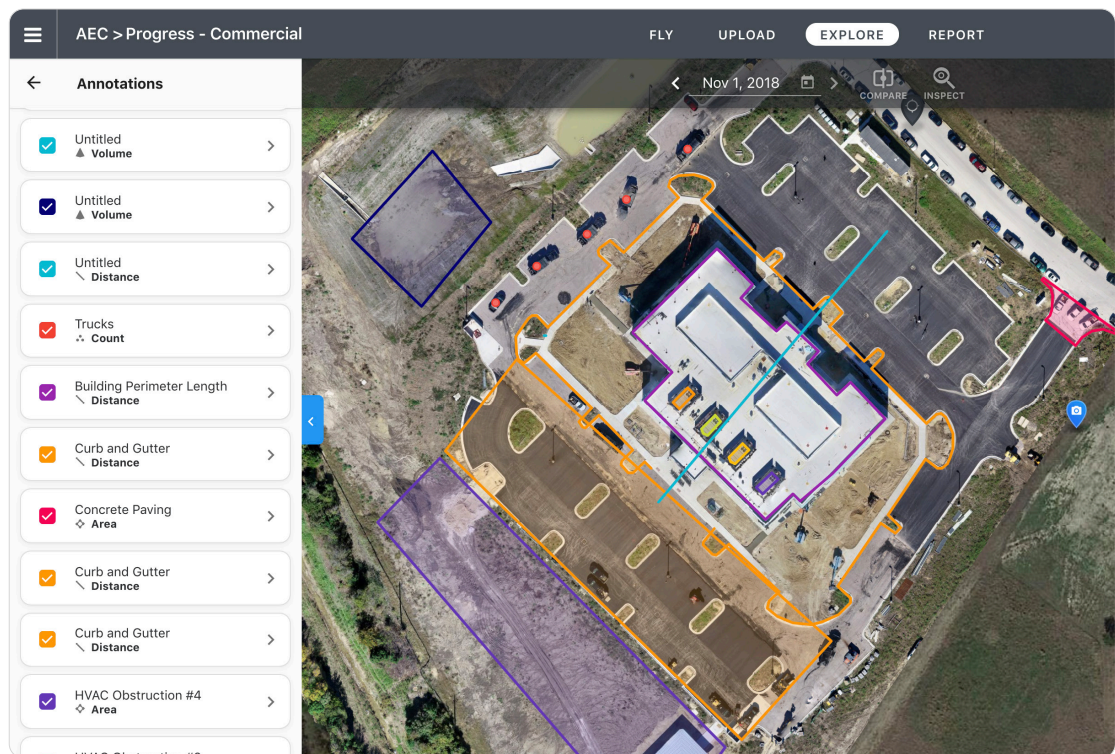 AEC > Progress - Commercial
FLY
UPLOAD
EXPLORE
REPORT
Annotations
Nov 1, 2018
COMPARE
INSPECT
Untitled
Volume
Untitled
Volume
Untitled
Distance
Trucks
Count
Building Perimeter Length
Distance
Curb and Gutter
Distance
Concrete Paving
Area
Curb and Gutter
Distance
Curb and Gutter
Distance
HVAC Obstruction #4
Area